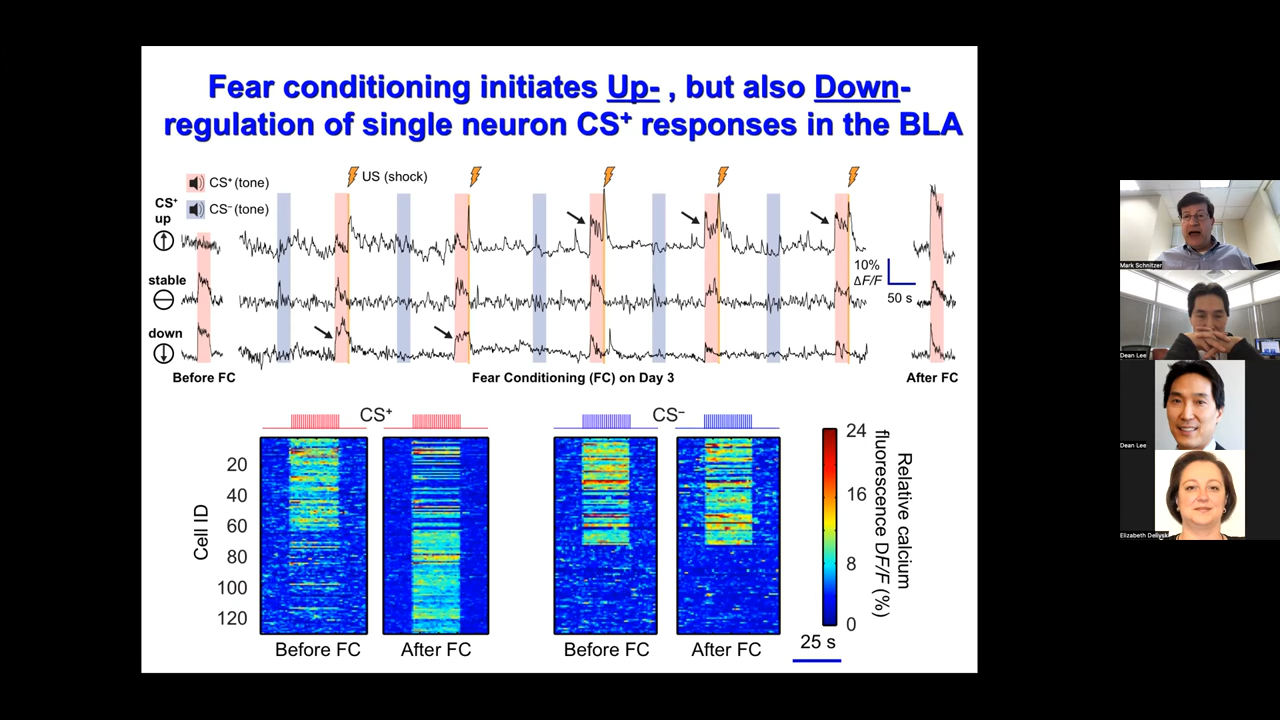 Fear conditioning initiates Up- , but also Down-
regulation of single neuron CS⁺ responses in the BLA
CS⁺ (tone)
US (shock)
CS⁻ (tone)
CS⁺
up
stable
down
10%
ΔF/F
50 s
Before FC
Fear Conditioning (FC) on Day 3
After FC
CS⁺
CS⁻
Cell ID
20
40
60
80
100
120
Before FC
After FC
Before FC
After FC
24
16
8
0
Relative calcium
fluorescence DF/F (%)
25 s
Mark Schnitzer
Dean Lee
Dean Lee